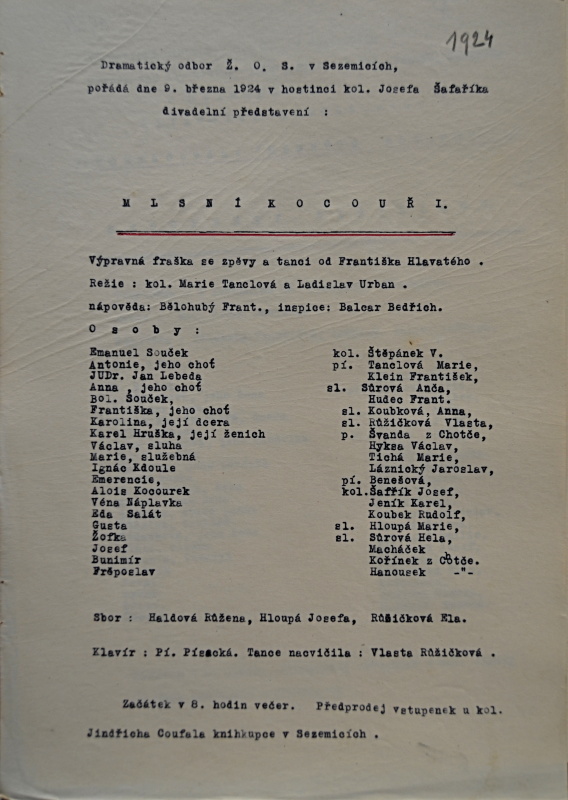 1924
Dramatický odbor Ž. O. S. v Sezemicích,
pořádá dne 9. března 1924 v hostinci kol. Josefa Šafaříka
divadelní představení :
M L S N Í K O C O U Ř I.
Výpravná fraška se zpěvy a tanci od Františka Hlavatého .
Režie : kol. Marie Tanclová a Ladislav Urban .
nápověda: Bělohubý Frant., inspice: Balcar Bedřich.
O s o b y :
Emanuel Souček kol. Štěpánek V.
Antonie, jeho choť pí. Tanclová Marie,
JUDr. Jan Lebeda Klein František,
Anna , jeho choť sl. Sůrová Anča,
Bol. Souček, Hudec Frant.
Františka, jeho choť sl. Koubková, Anna,
Karolina, její dcera sl. Růžičková Vlasta,
Karel Hruška, její ženich p. Švanda z Chotče,
Václav, sluha Hyksa Václav,
Marie, služebná Tichá Marie,
Ignác Kdoule Láznický Jaroslav,
Emerencie, pí. Benešová,
Alois Kocourek kol.Šafřík Josef,
Véna Náplavka Jeník Karel,
Eda Salát Koubek Rudolf,
Gusta sl. Hloupá Marie,
Žofka sl. Sůrová Hela,
Josef Macháček
Bunimír Kořínek z Chotče.
Frěposlav Hanousek -"-
Sbor : Haldová Růžena, Hloupá Josefa, Růžičková Ela.
Klavír : Pí. Písecká. Tance nacvičila : Vlasta Růžičková .
Začátek v 8. hodin večer. Předprodej vstupenek u kol.
Jindřicha Coufala knihkupce v Sezemicích .